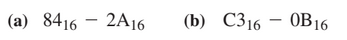 (a) 84₁₆ − 2A₁₆ (b) C3₁₆ − 0B₁₆